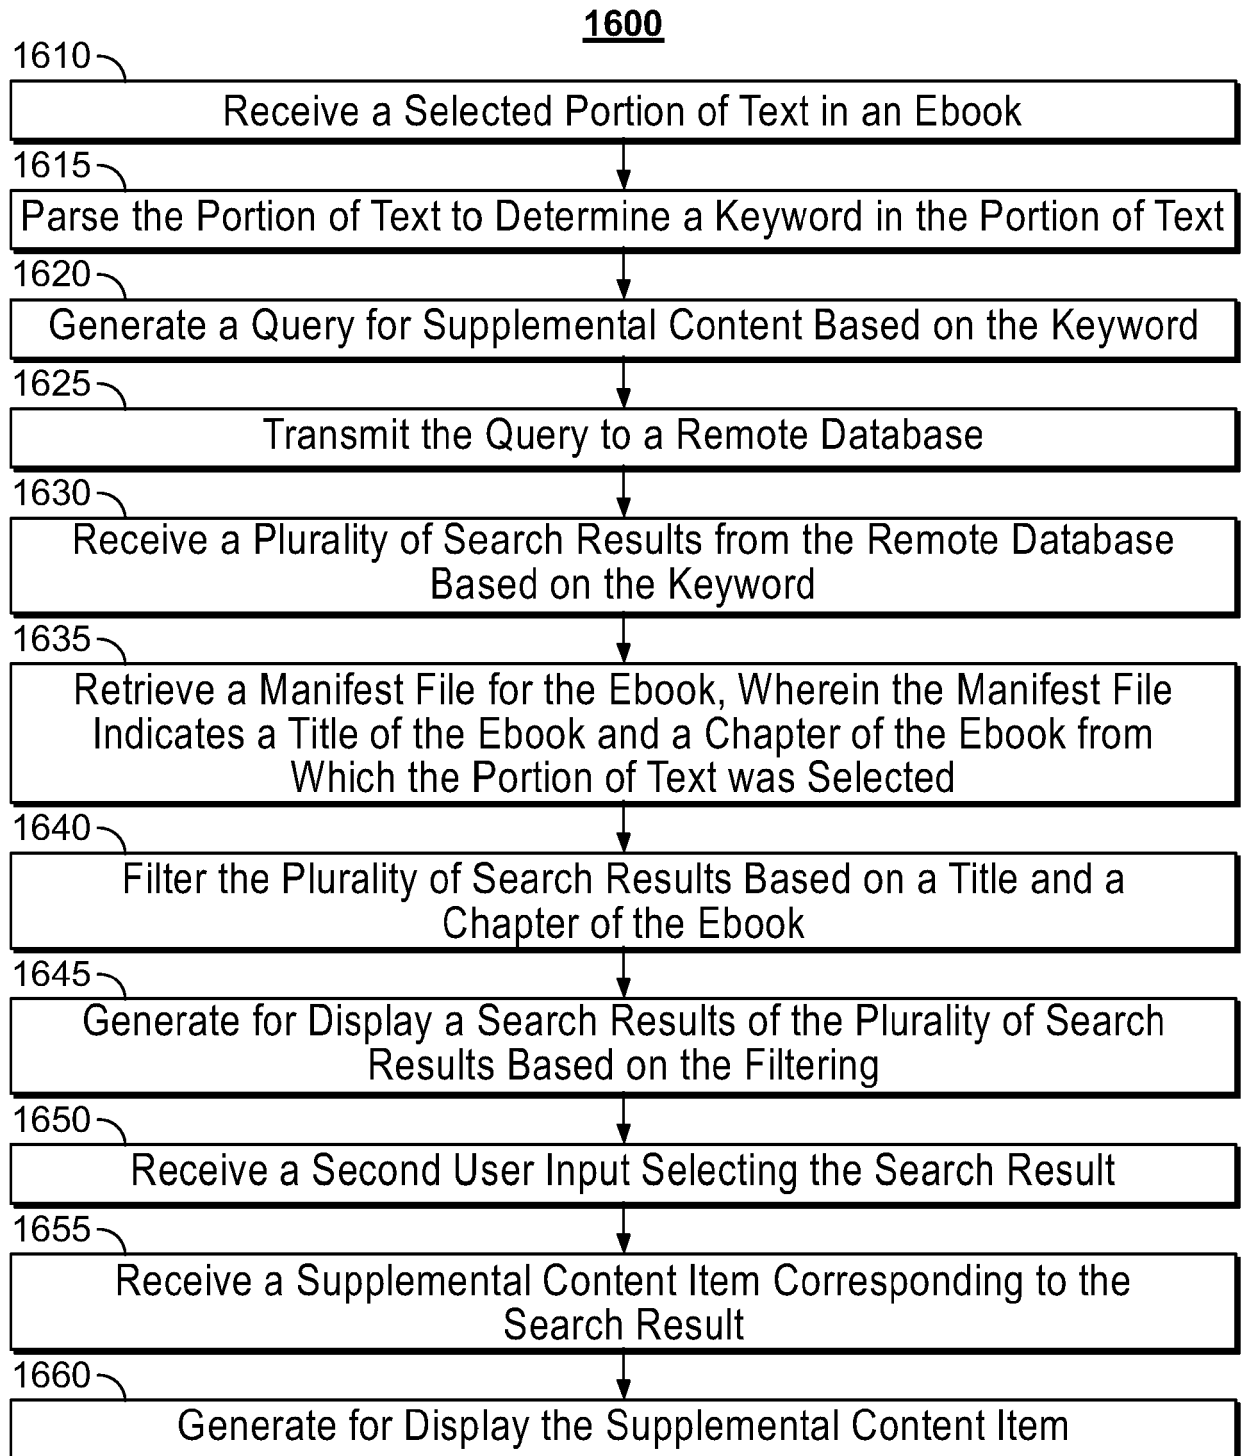 1600
1610
Receive a Selected Portion of Text in an Ebook
1615
Parse the Portion of Text to Determine a Keyword in the Portion of Text
1620
Generate a Query for Supplemental Content Based on the Keyword
1625
Transmit the Query to a Remote Database
1630
Receive a Plurality of Search Results from the Remote Database
Based on the Keyword
1635
Retrieve a Manifest File for the Ebook, Wherein the Manifest File
Indicates a Title of the Ebook and a Chapter of the Ebook from
Which the Portion of Text was Selected
1640
Filter the Plurality of Search Results Based on a Title and a
Chapter of the Ebook
1645
Generate for Display a Search Results of the Plurality of Search
Results Based on the Filtering
1650
Receive a Second User Input Selecting the Search Result
1655
Receive a Supplemental Content Item Corresponding to the
Search Result
1660
Generate for Display the Supplemental Content Item